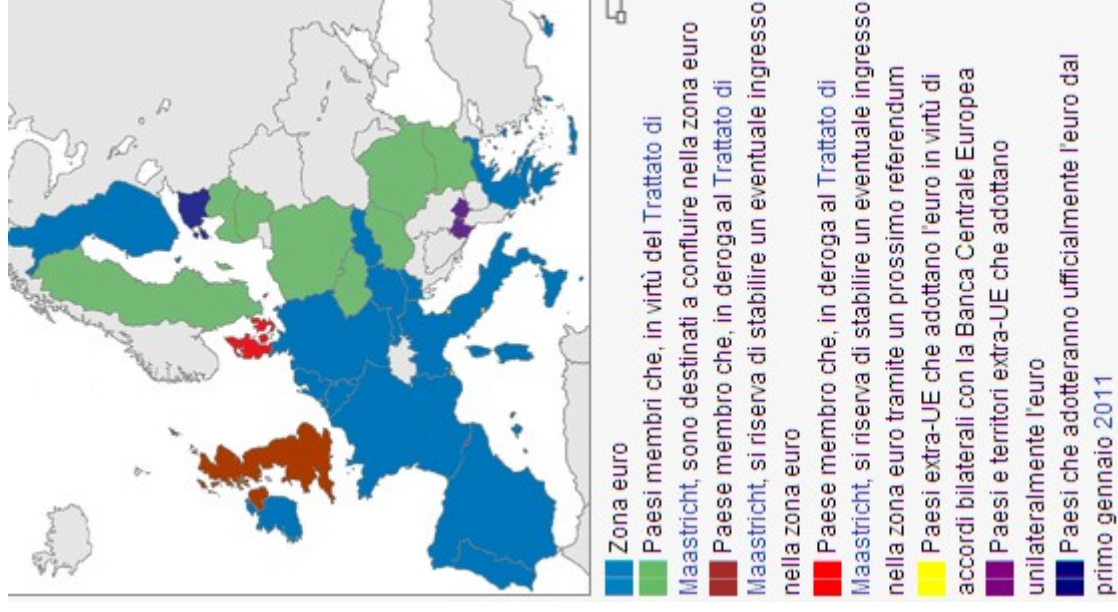 Zona euro
Paesi membri che, in virtù del Trattato di
Maastricht, sono destinati a confluire nella zona euro
Paese membro che, in deroga al Trattato di
Maastricht, si riserva di stabilire un eventuale ingresso
nella zona euro
Paese membro che, in deroga al Trattato di
Maastricht, si riserva di stabilire un eventuale ingresso
nella zona euro tramite un prossimo referendum
Paesi extra-UE che adottano l'euro in virtù di
accordi bilaterali con la Banca Centrale Europea
Paesi e territori extra-UE che adottano
unilateralmente l'euro
Paesi che adotteranno ufficialmente l'euro dal
primo gennaio 2011